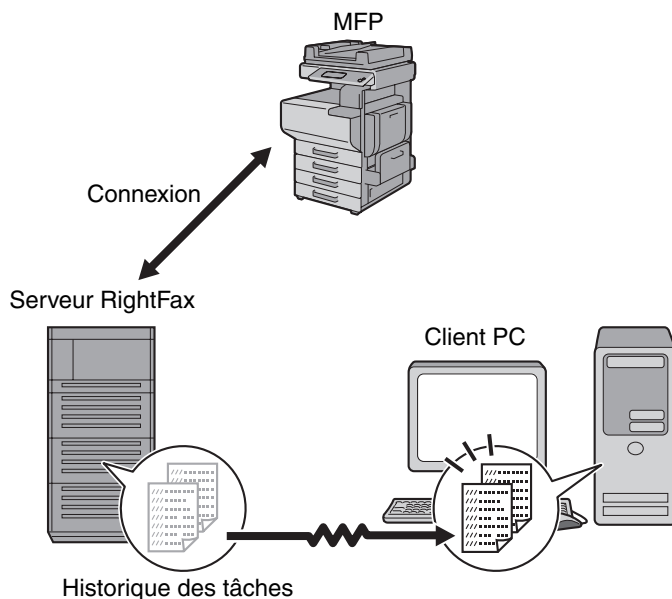 MFP
Connexion
Serveur RightFax
Client PC
Historique des tâches